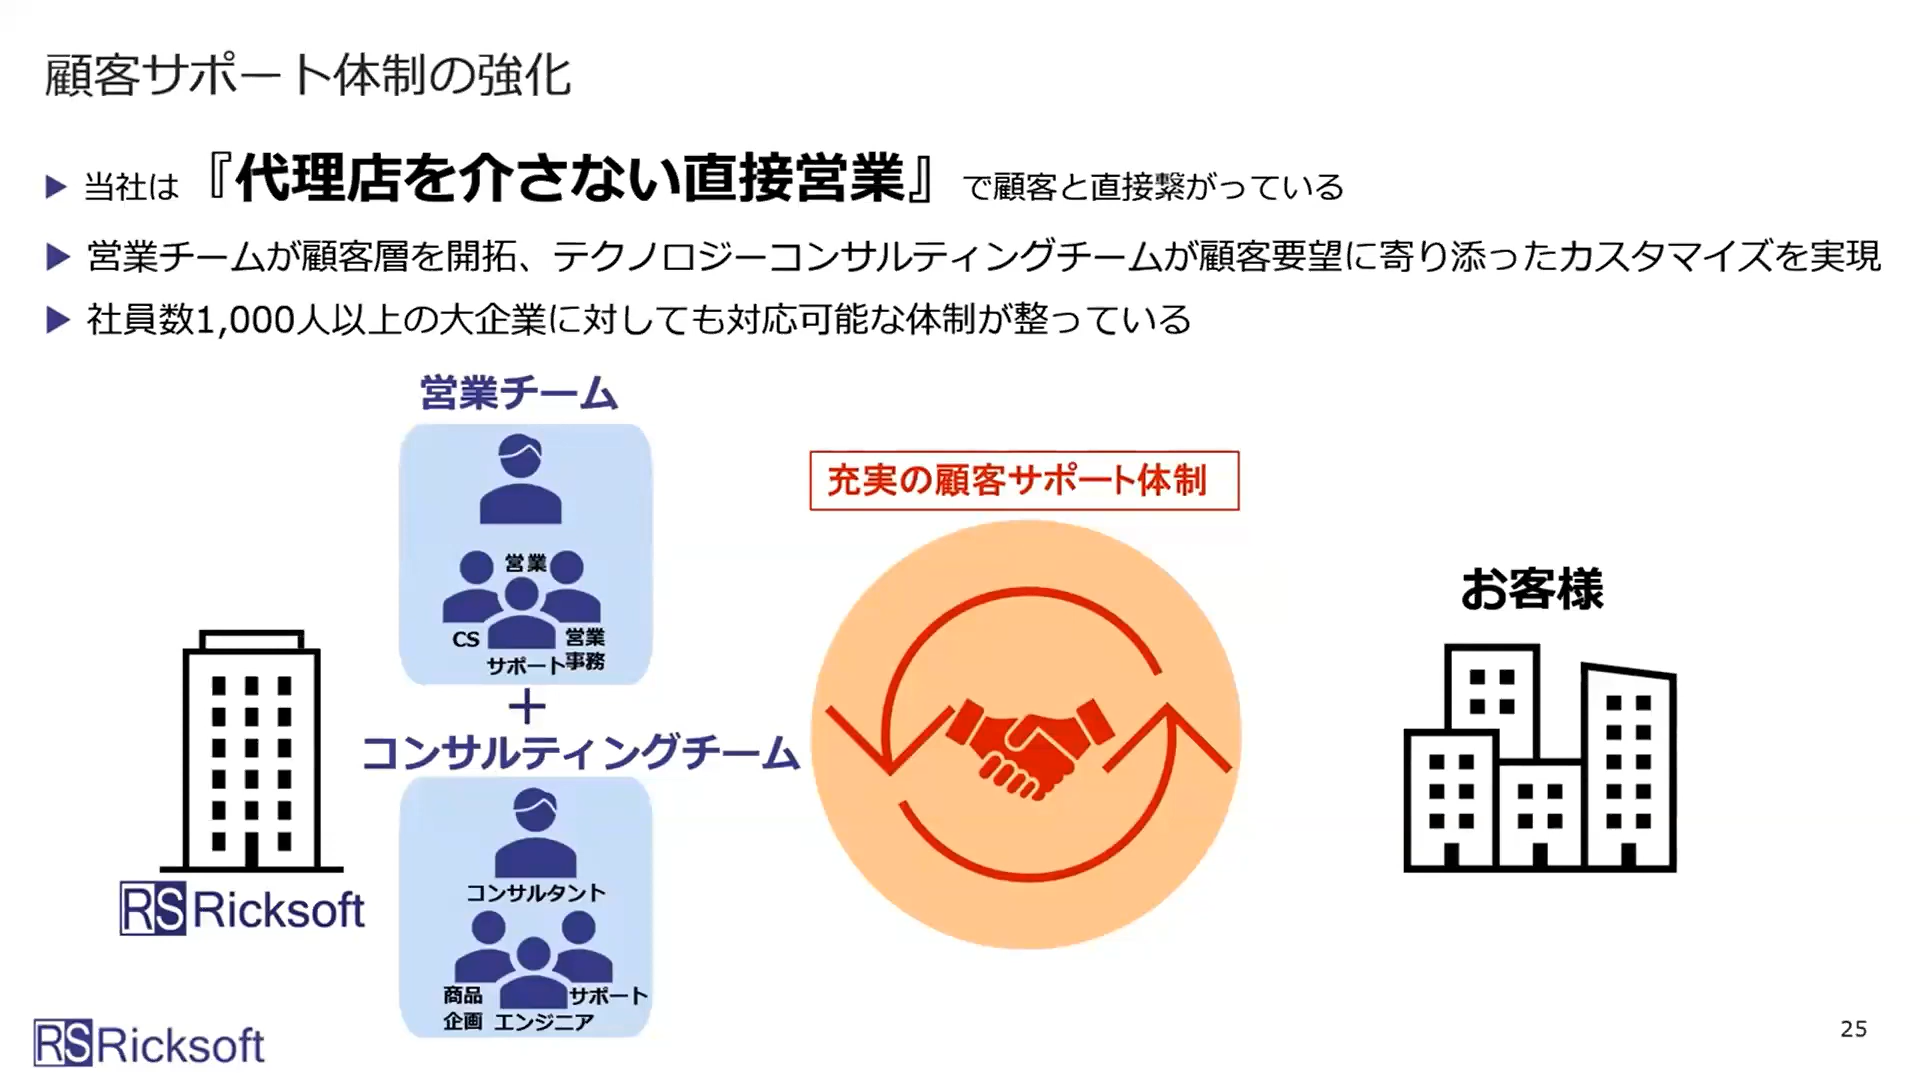 顧客サポート体制の強化
▶ 当社は『代理店を介さない直接営業』で顧客と直接繋がっている
▶ 営業チームが顧客層を開拓、テクノロジーコンサルティングチームが顧客要望に寄り添ったカスタマイズを実現
▶ 社員数1,000人以上の大企業に対しても対応可能な体制が整っている
営業チーム
営業
CS
サポート
営業
事務
＋
コンサルティングチーム
コンサルタント
商品
企画
エンジニア
サポート
RS Ricksoft
充実の顧客サポート体制
お客様
RS Ricksoft
25